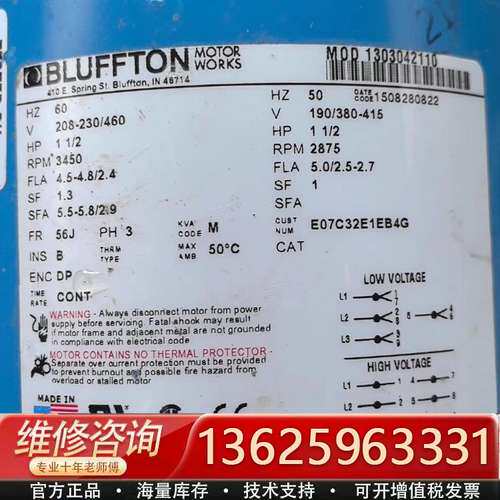 BLUFFTON MOTOR WORKS
410 E. Spring St. Bluffton, IN 46714
MOD 1303042110
HZ 60
V 208-230/460
HP 1 1/2
RPM 3450
FLA 4.5-4.8/2.4
SF 1.3
SFA 5.5-5.8/2.9
FR 56J PH 3 KVA CODE M
INS B THRM TYPE MAX AMB 50°C
ENC DP
TIME RATE CONT
HZ 50 DATE CODE 1508280822
V 190/380-415
HP 1 1/2
RPM 2875
FLA 5.0/2.5-2.7
SF 1
SFA
CUST NUM E07C32E1EB4G
CAT
WARNING - Always disconnect motor from power
supply before servicing. Fatal shock may result
if motor frame and adjacent metal are not grounded
in compliance with electrical code
MOTOR CONTAINS NO THERMAL PROTECTOR -
Separate over current protection must be provided
to prevent burnout and possible fire hazard from
overload or stalled motor
MADE IN
LOW VOLTAGE
L1
L2
L3
HIGH VOLTAGE
L1
L2
维修咨询
专业十年老师傅
13625963331
官方正品 · 海量库存 · 技术支持 · 可开增值税发票